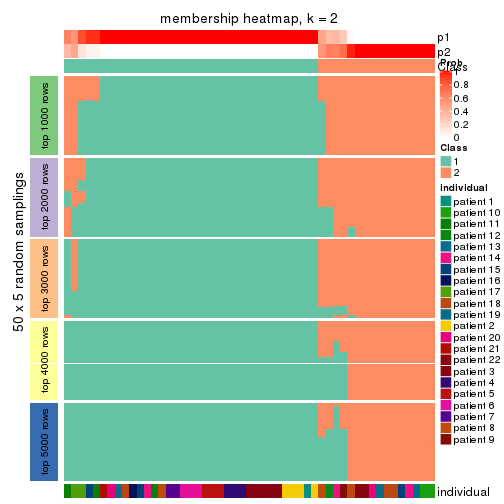 membership heatmap, k = 2
p1
p2
Class
Prob
1
0.8
0.6
0.4
0.2
0
Class
1
2
individual
patient 1
patient 10
patient 11
patient 12
patient 13
patient 14
patient 15
patient 16
patient 17
patient 18
patient 19
patient 2
patient 20
patient 21
patient 22
patient 3
patient 4
patient 5
patient 6
patient 7
patient 8
patient 9
individual
50 x 5 random samplings
top 1000 rows
top 2000 rows
top 3000 rows
top 4000 rows
top 5000 rows